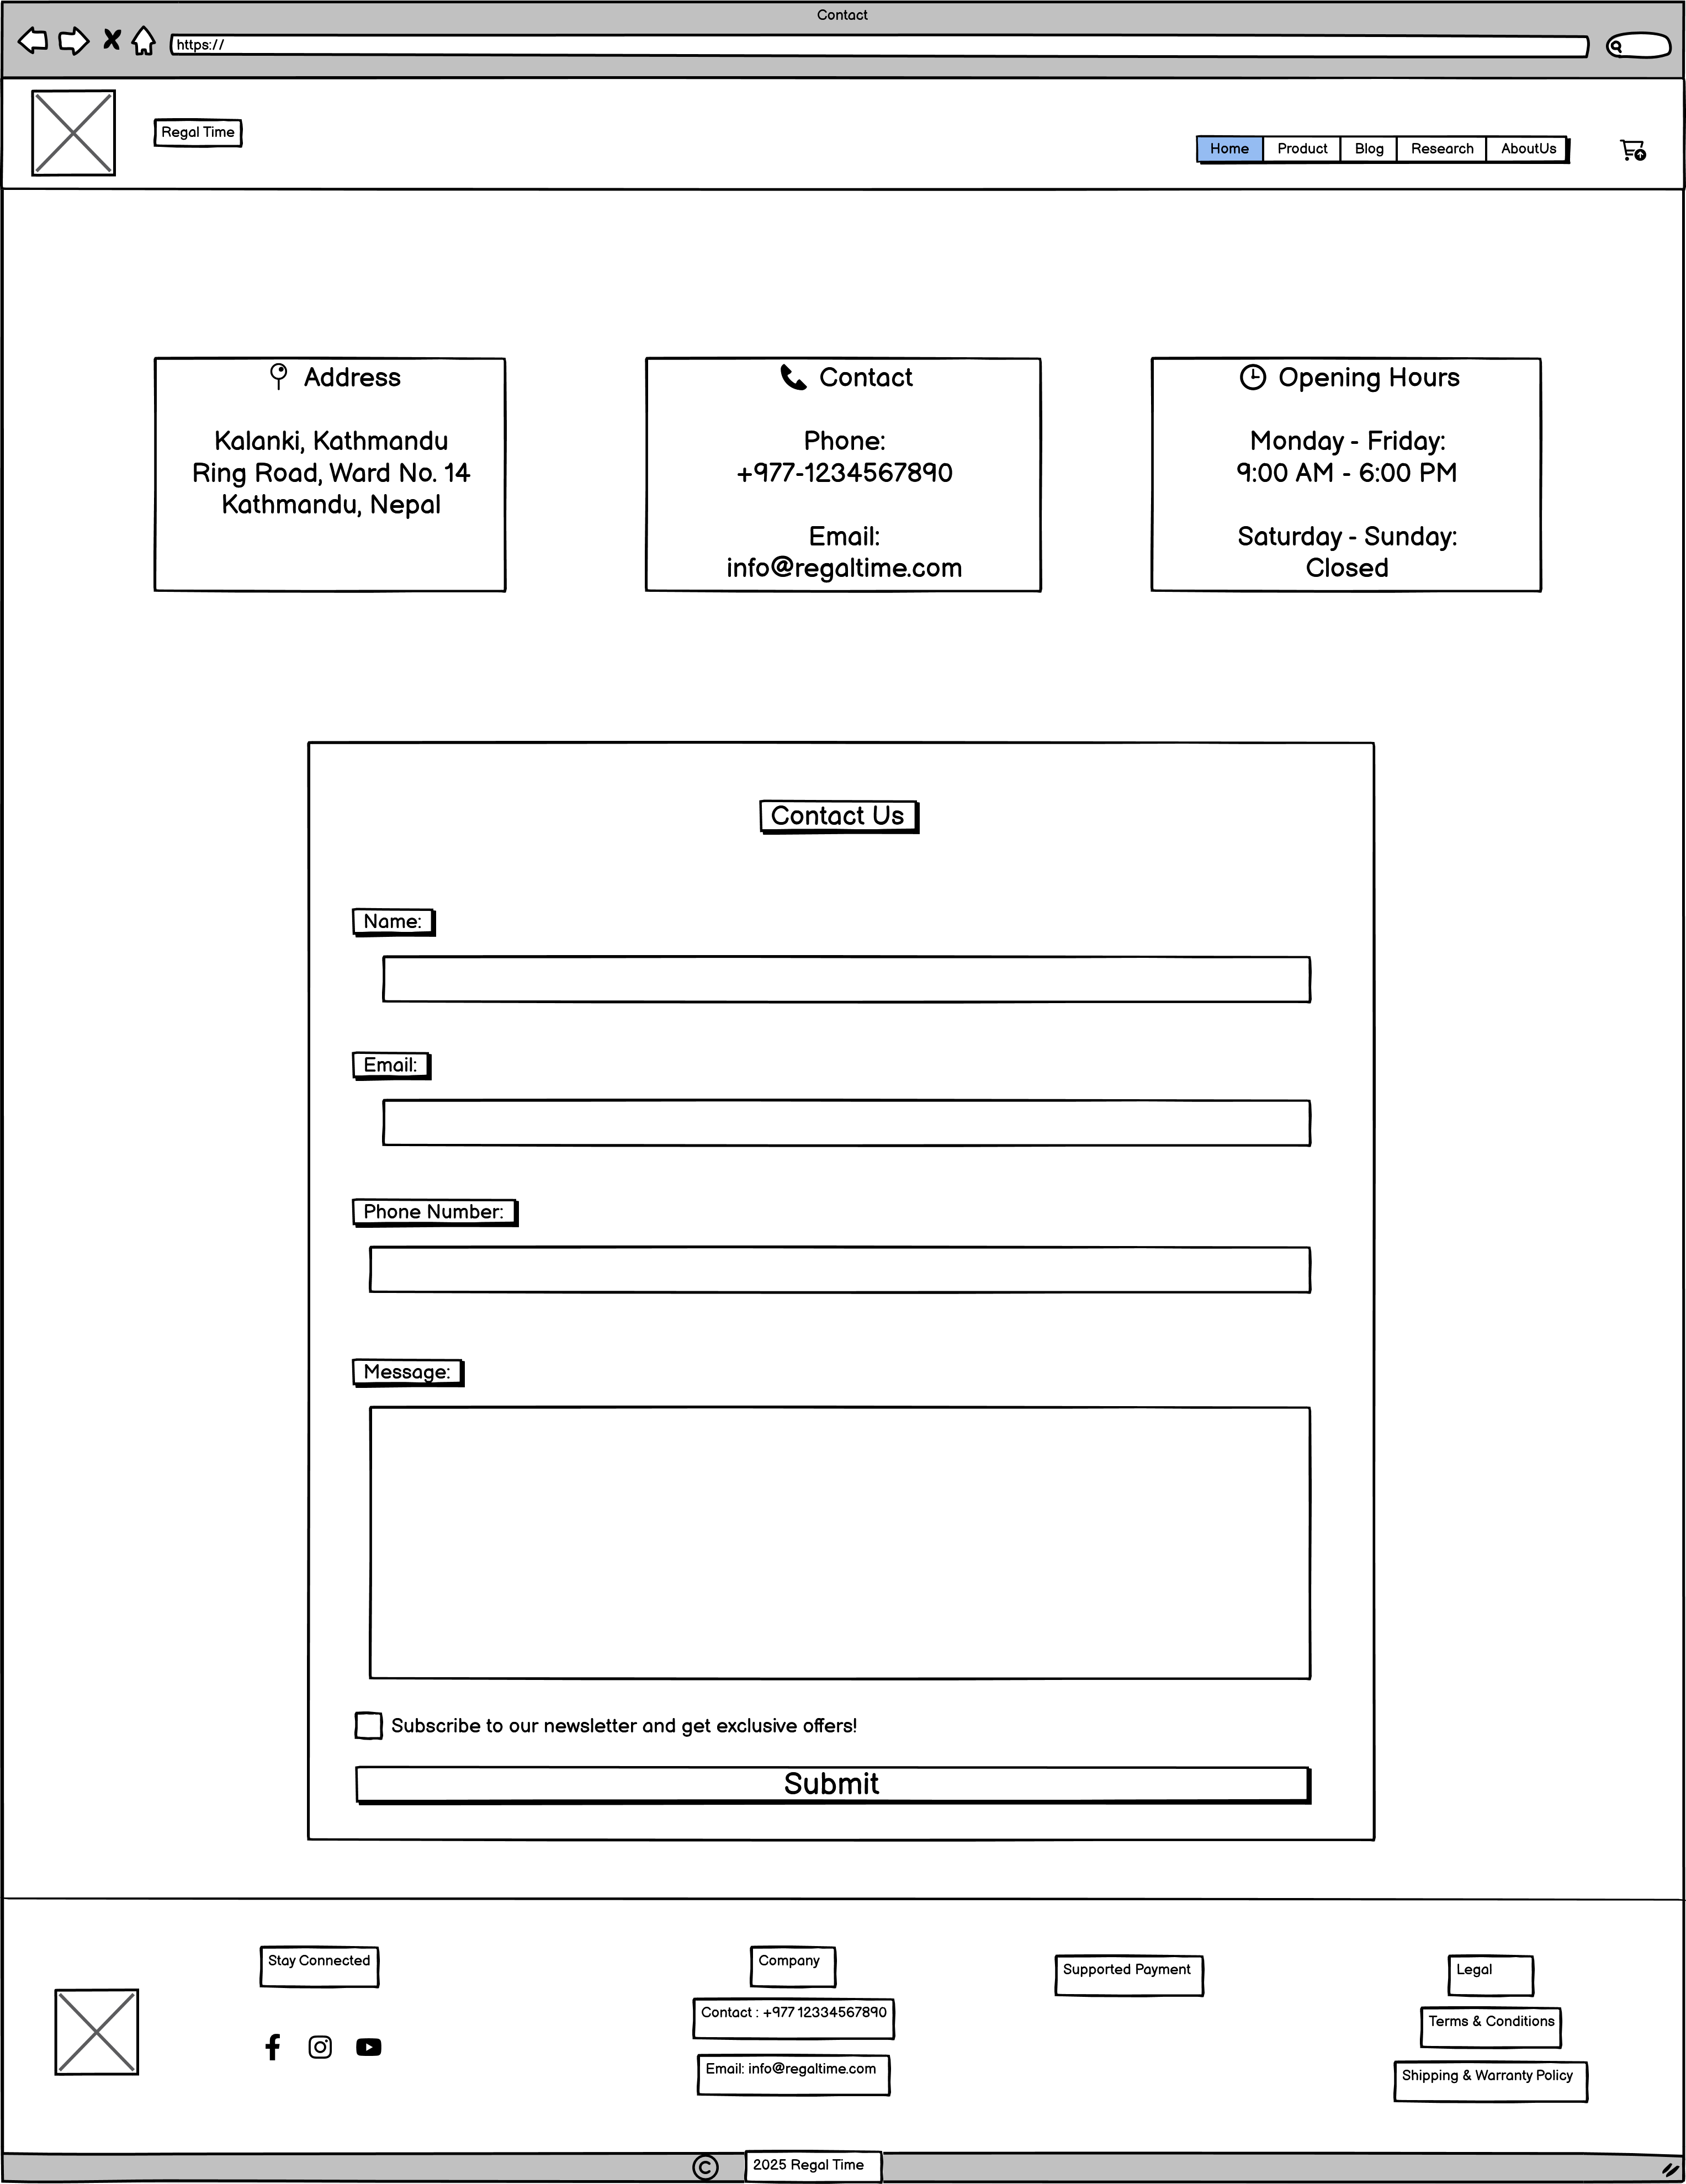 Contact
https://
Regal Time
Home Product Blog Research AboutUs
Address
Kalanki, Kathmandu
Ring Road, Ward No. 14
Kathmandu, Nepal
Contact
Phone:
+977-1234567890
Email:
info@regaltime.com
Opening Hours
Monday - Friday:
9:00 AM - 6:00 PM
Saturday - Sunday:
Closed
Contact Us
Name:
Email:
Phone Number:
Message:
Subscribe to our newsletter and get exclusive offers!
Submit
Stay Connected
Company
Contact : +977 12334567890
Email: info@regaltime.com
Supported Payment
Legal
Terms & Conditions
Shipping & Warranty Policy
© 2025 Regal Time